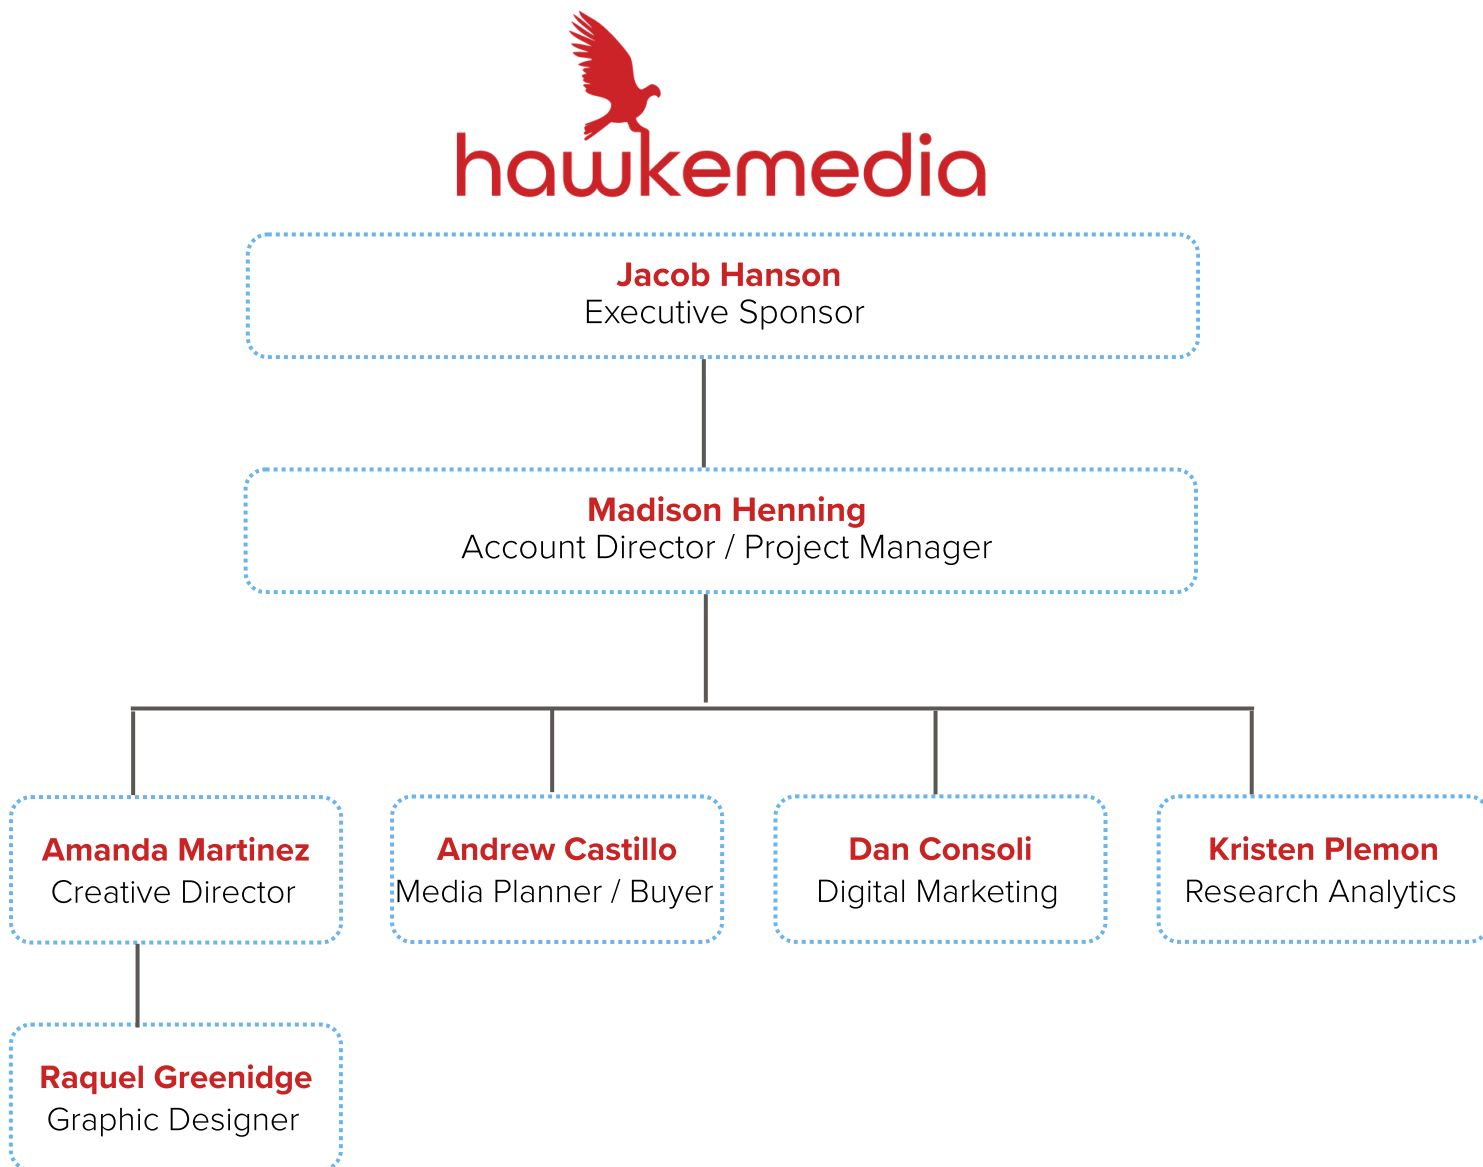 hawkemedia
Jacob Hanson
Executive Sponsor
Madison Henning
Account Director / Project Manager
Amanda Martinez
Creative Director
Andrew Castillo
Media Planner / Buyer
Dan Consoli
Digital Marketing
Kristen Plemon
Research Analytics
Raquel Greenidge
Graphic Designer